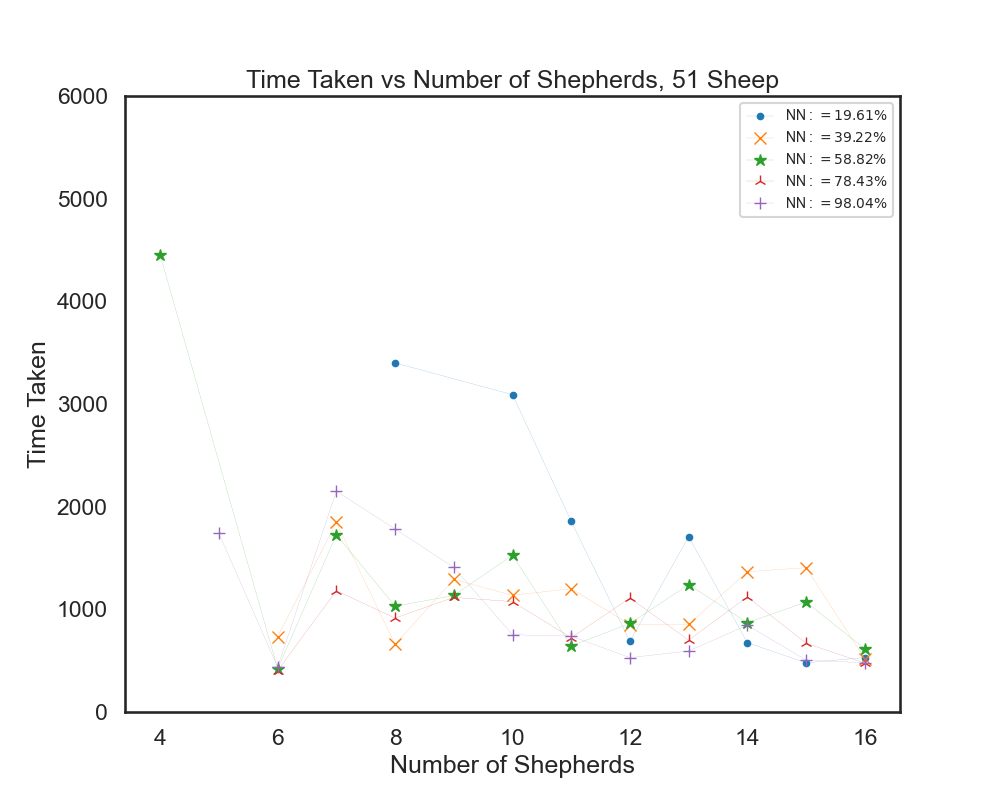 Time Taken vs Number of Shepherds, 51 Sheep
6000
5000
4000
3000
2000
1000
0
Time Taken
NN: =19.61%
NN: =39.22%
NN: =58.82%
NN: =78.43%
NN: =98.04%
4 6 8 10 12 14 16
Number of Shepherds